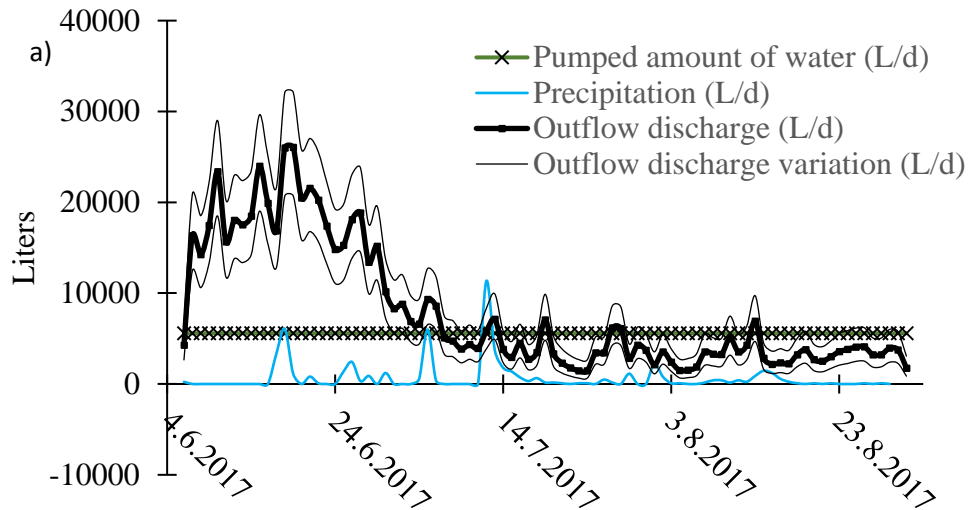 a)
40000
30000
20000
10000
0
-10000
Liters
Pumped amount of water (L/d)
Precipitation (L/d)
Outflow discharge (L/d)
Outflow discharge variation (L/d)
4.6.2017
24.6.2017
14.7.2017
3.8.2017
23.8.2017